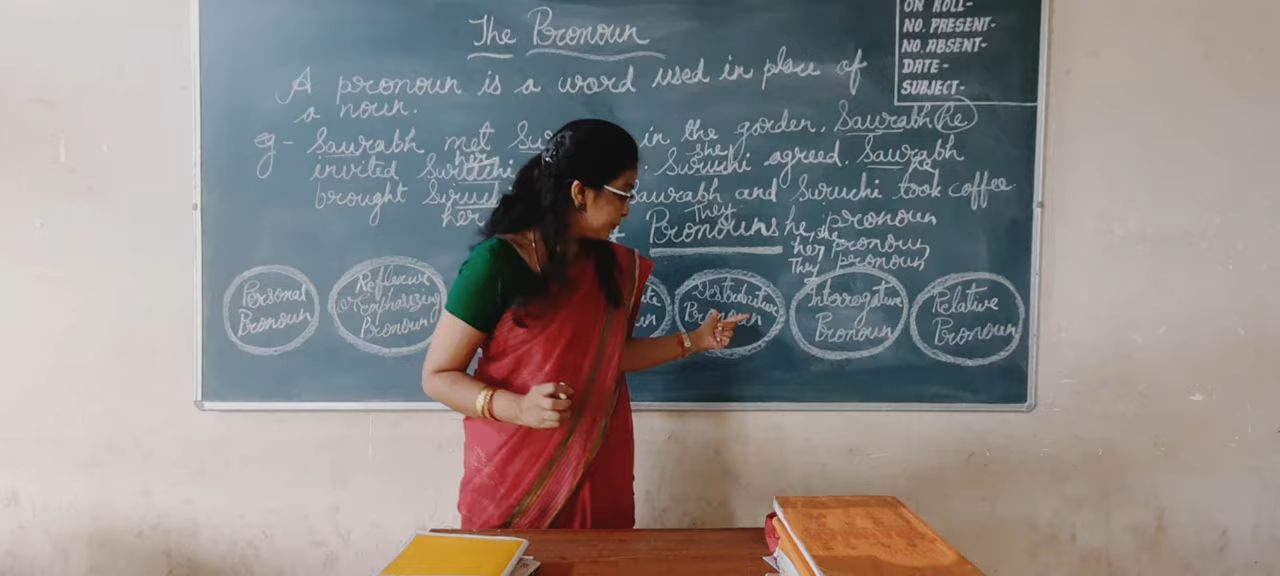 The Pronoun
ON ROLL-
NO. PRESENT-
NO. ABSENT-
DATE-
SUBJECT-
A pronoun is a word used in place of
a noun.
eg- Saurabh met in the garden. Saurabh he
her she
invited Suruchi . Suruchi agreed. Saurabh
he
brought Saurabh and Suruchi took coffee.
her They
Pronouns he, pronoun
she
her pronoun
They pronoun
Personal
Pronoun
Reflexive
or Emphasizing
Pronoun
Distributive
Pronoun
Interrogative
Pronoun
Relative
Pronoun